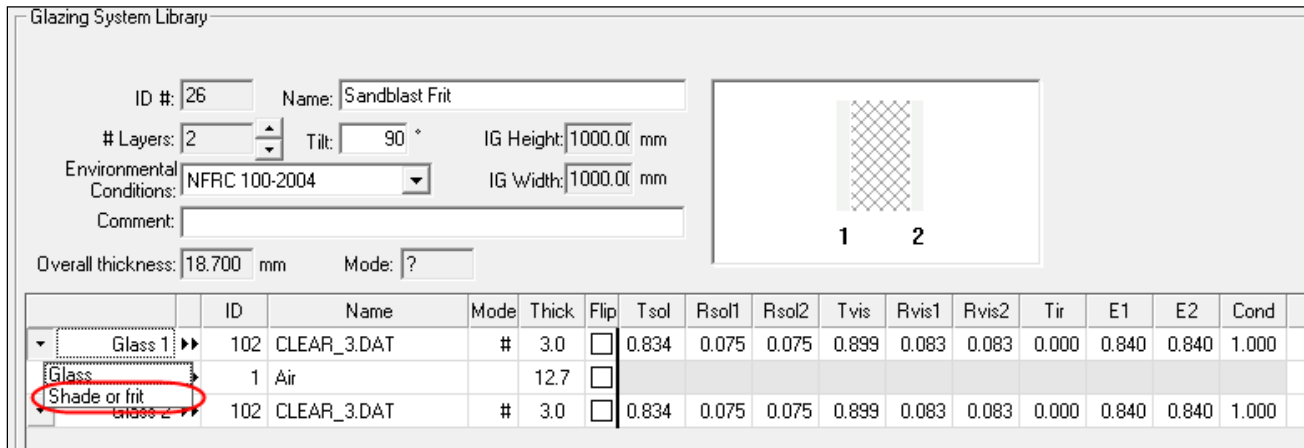 Glazing System Library
ID #: 26 Name: Sandblast Frit
# Layers: 2 Tilt: 90 ° IG Height: 1000.00 mm
Environmental Conditions: NFRC 100-2004 IG Width: 1000.00 mm
Comment:
1 2
Overall thickness: 18.700 mm Mode: ?
ID Name Mode Thick Flip Tsol Rsol1 Rsol2 Tvis Rvis1 Rvis2 Tir E1 E2 Cond
Glass 1 102 CLEAR_3.DAT # 3.0 0.834 0.075 0.075 0.899 0.083 0.083 0.000 0.840 0.840 1.000
Glass 1 Air 12.7
Shade or frit
Glass 2 102 CLEAR_3.DAT # 3.0 0.834 0.075 0.075 0.899 0.083 0.083 0.000 0.840 0.840 1.000